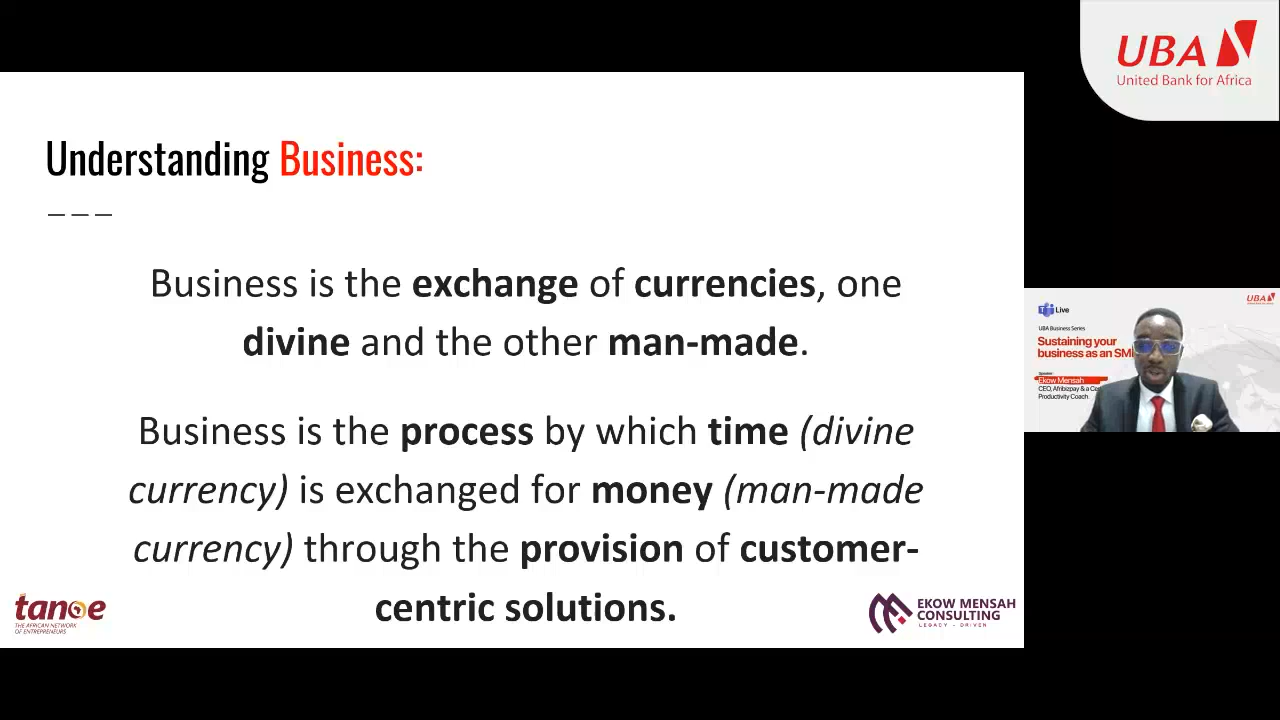 UBA
United Bank for Africa
Understanding Business:
Business is the exchange of currencies, one
divine and the other man-made.
Business is the process by which time (divine
currency) is exchanged for money (man-made
currency) through the provision of customer-
centric solutions.
tanoe
THE AFRICAN NETWORK
OF ENTREPRENEURS
EKOW MENSAH
CONSULTING
LEGACY - DRIVEN
Live
UBA
UBA Business Series
Sustaining your
business as an SM
Speaker:
Ekow Mensah
CEO, Afribizpay & a
Productivity Coach